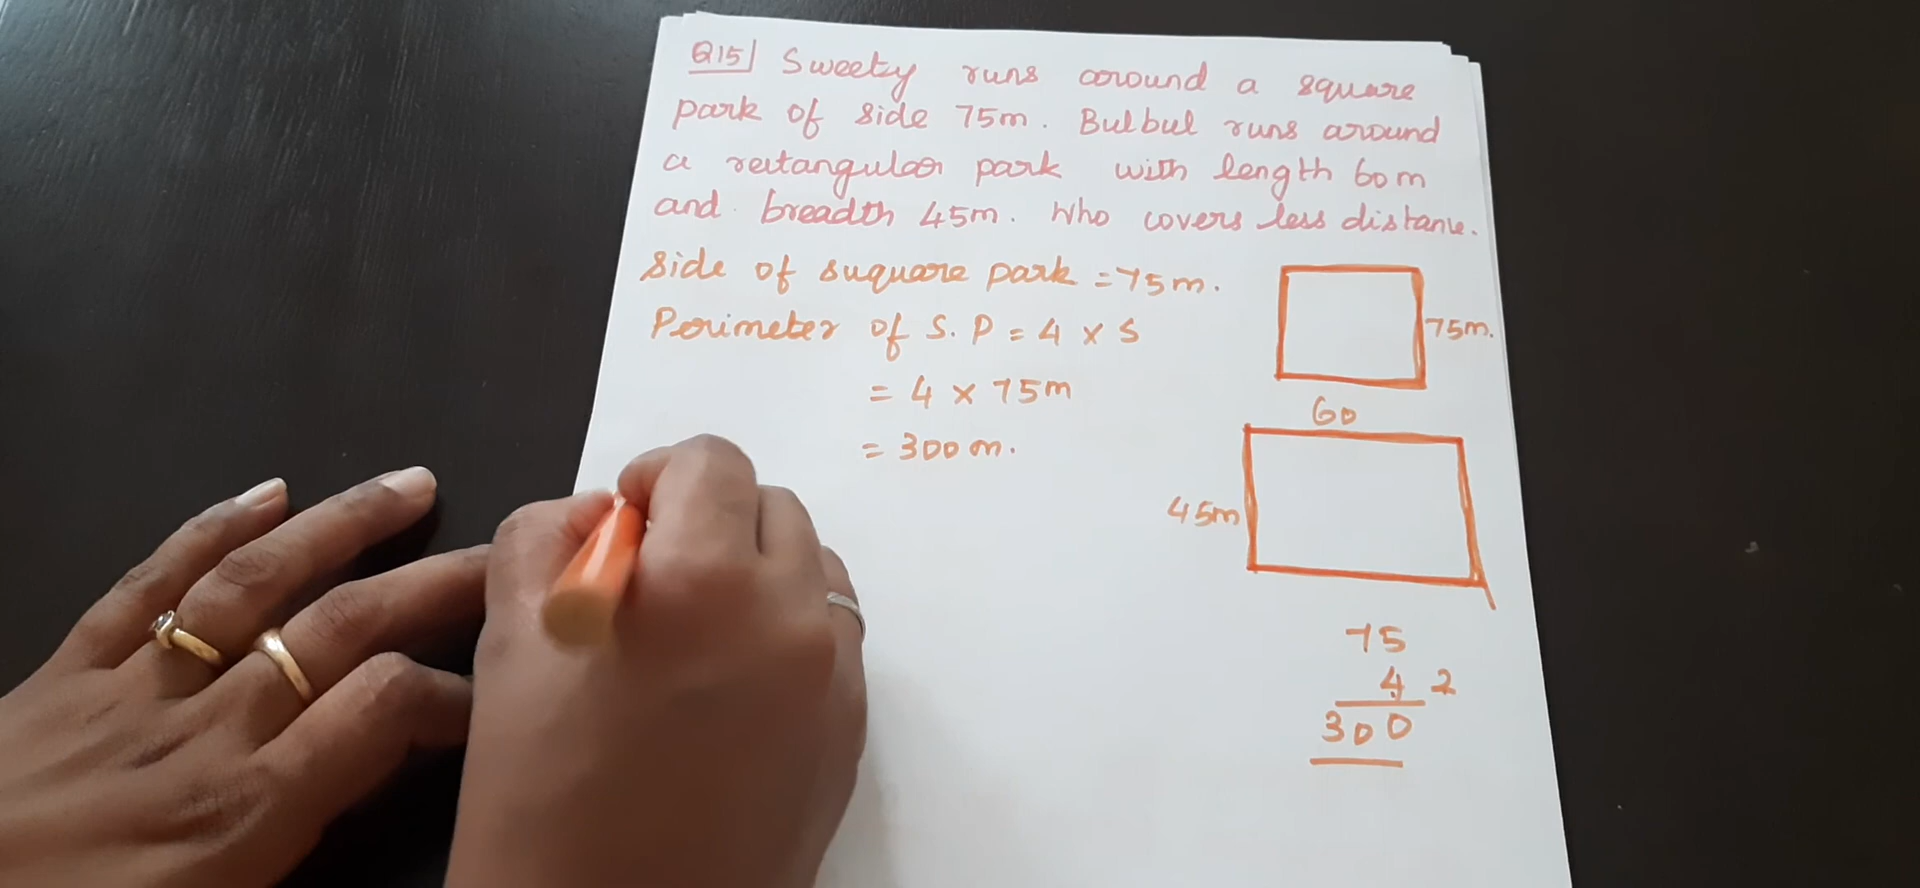 Q15] Sweety runs around a square
park of side 75m. Bulbul runs around
a rectangular park with length 60m
and breadth 45m. Who covers less distance.
Side of suquare park = 75m.
Perimeter of S.P = 4 x S
= 4 x 75m
= 300m.
75m.
60
45m
75
4 2
300